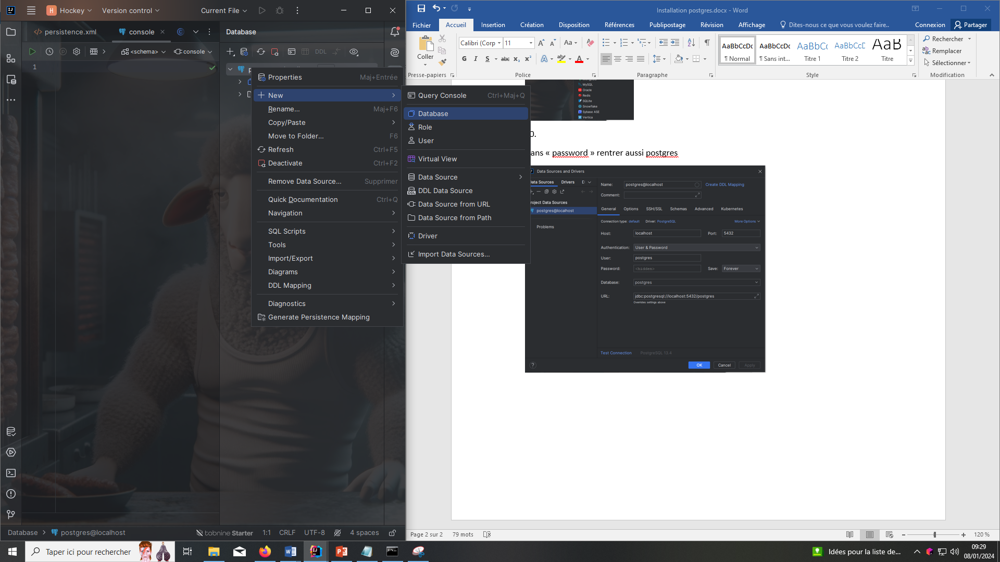 Hockey
Version control
Current File
persistence.xml
console
Database
<schema>
console
DDL
1
Properties Maj+Entrée
New
Rename... Maj+F6
Copy/Paste
Move to Folder... F6
Refresh Ctrl+F5
Deactivate Ctrl+F2
Remove Data Source... Supprimer
Quick Documentation Ctrl+Q
Navigation
SQL Scripts
Tools
Import/Export
Diagrams
DDL Mapping
Diagnostics
Generate Persistence Mapping
Query Console Ctrl+Maj+Q
Database
Role
User
Virtual View
Data Source
DDL Data Source
Data Source from URL
Data Source from Path
Driver
Import Data Sources...
Database > postgres@localhost
tabnine Starter
1:1
CRLF
UTF-8
4 spaces
Installation postgres.docx - Word
Fichier
Accueil
Insertion
Création
Disposition
Références
Publipostage
Révision
Affichage
Dites-nous ce que vous voulez faire..
Connexion
Partager
Coller
Presse-papiers
Calibri (Corp
11
G I S abc x₂ x²
Police
Paragraphe
AaBbCcDc
¶ Normal
AaBbCcDc
¶ Sans int...
AaBbCc
Titre 1
AaBbCcD
Titre 2
AaB
Titre
Style
Rechercher
Remplacer
Sélectionner
Modification
MySQL
Oracle
Redis
SQLite
Snowflake
Sybase ASE
Vertica
0.
ans « password » rentrer aussi postgres
Data Sources and Drivers
Data Sources
Drivers
D
roject Data Sources
postgres@localhost
Problems
Name: postgres@localhost
Create DDL Mapping
Comment:
General
Options
SSH/SSL
Schemas
Advanced
Kubernetes
Connection type: default
Driver: PostgreSQL
More Options
Host: localhost
Port: 5432
Authentication: User & Password
User: postgres
Password: <hidden>
Save: Forever
Database: postgres
URL: jdbc:postgresql://localhost:5432/postgres
Overrides settings above
Test Connection
PostgreSQL 13.4
?
OK
Cancel
Apply
Page 2 sur 2
79 mots
120 %
Taper ici pour rechercher
Idées pour la liste de...
09:29
08/01/2024